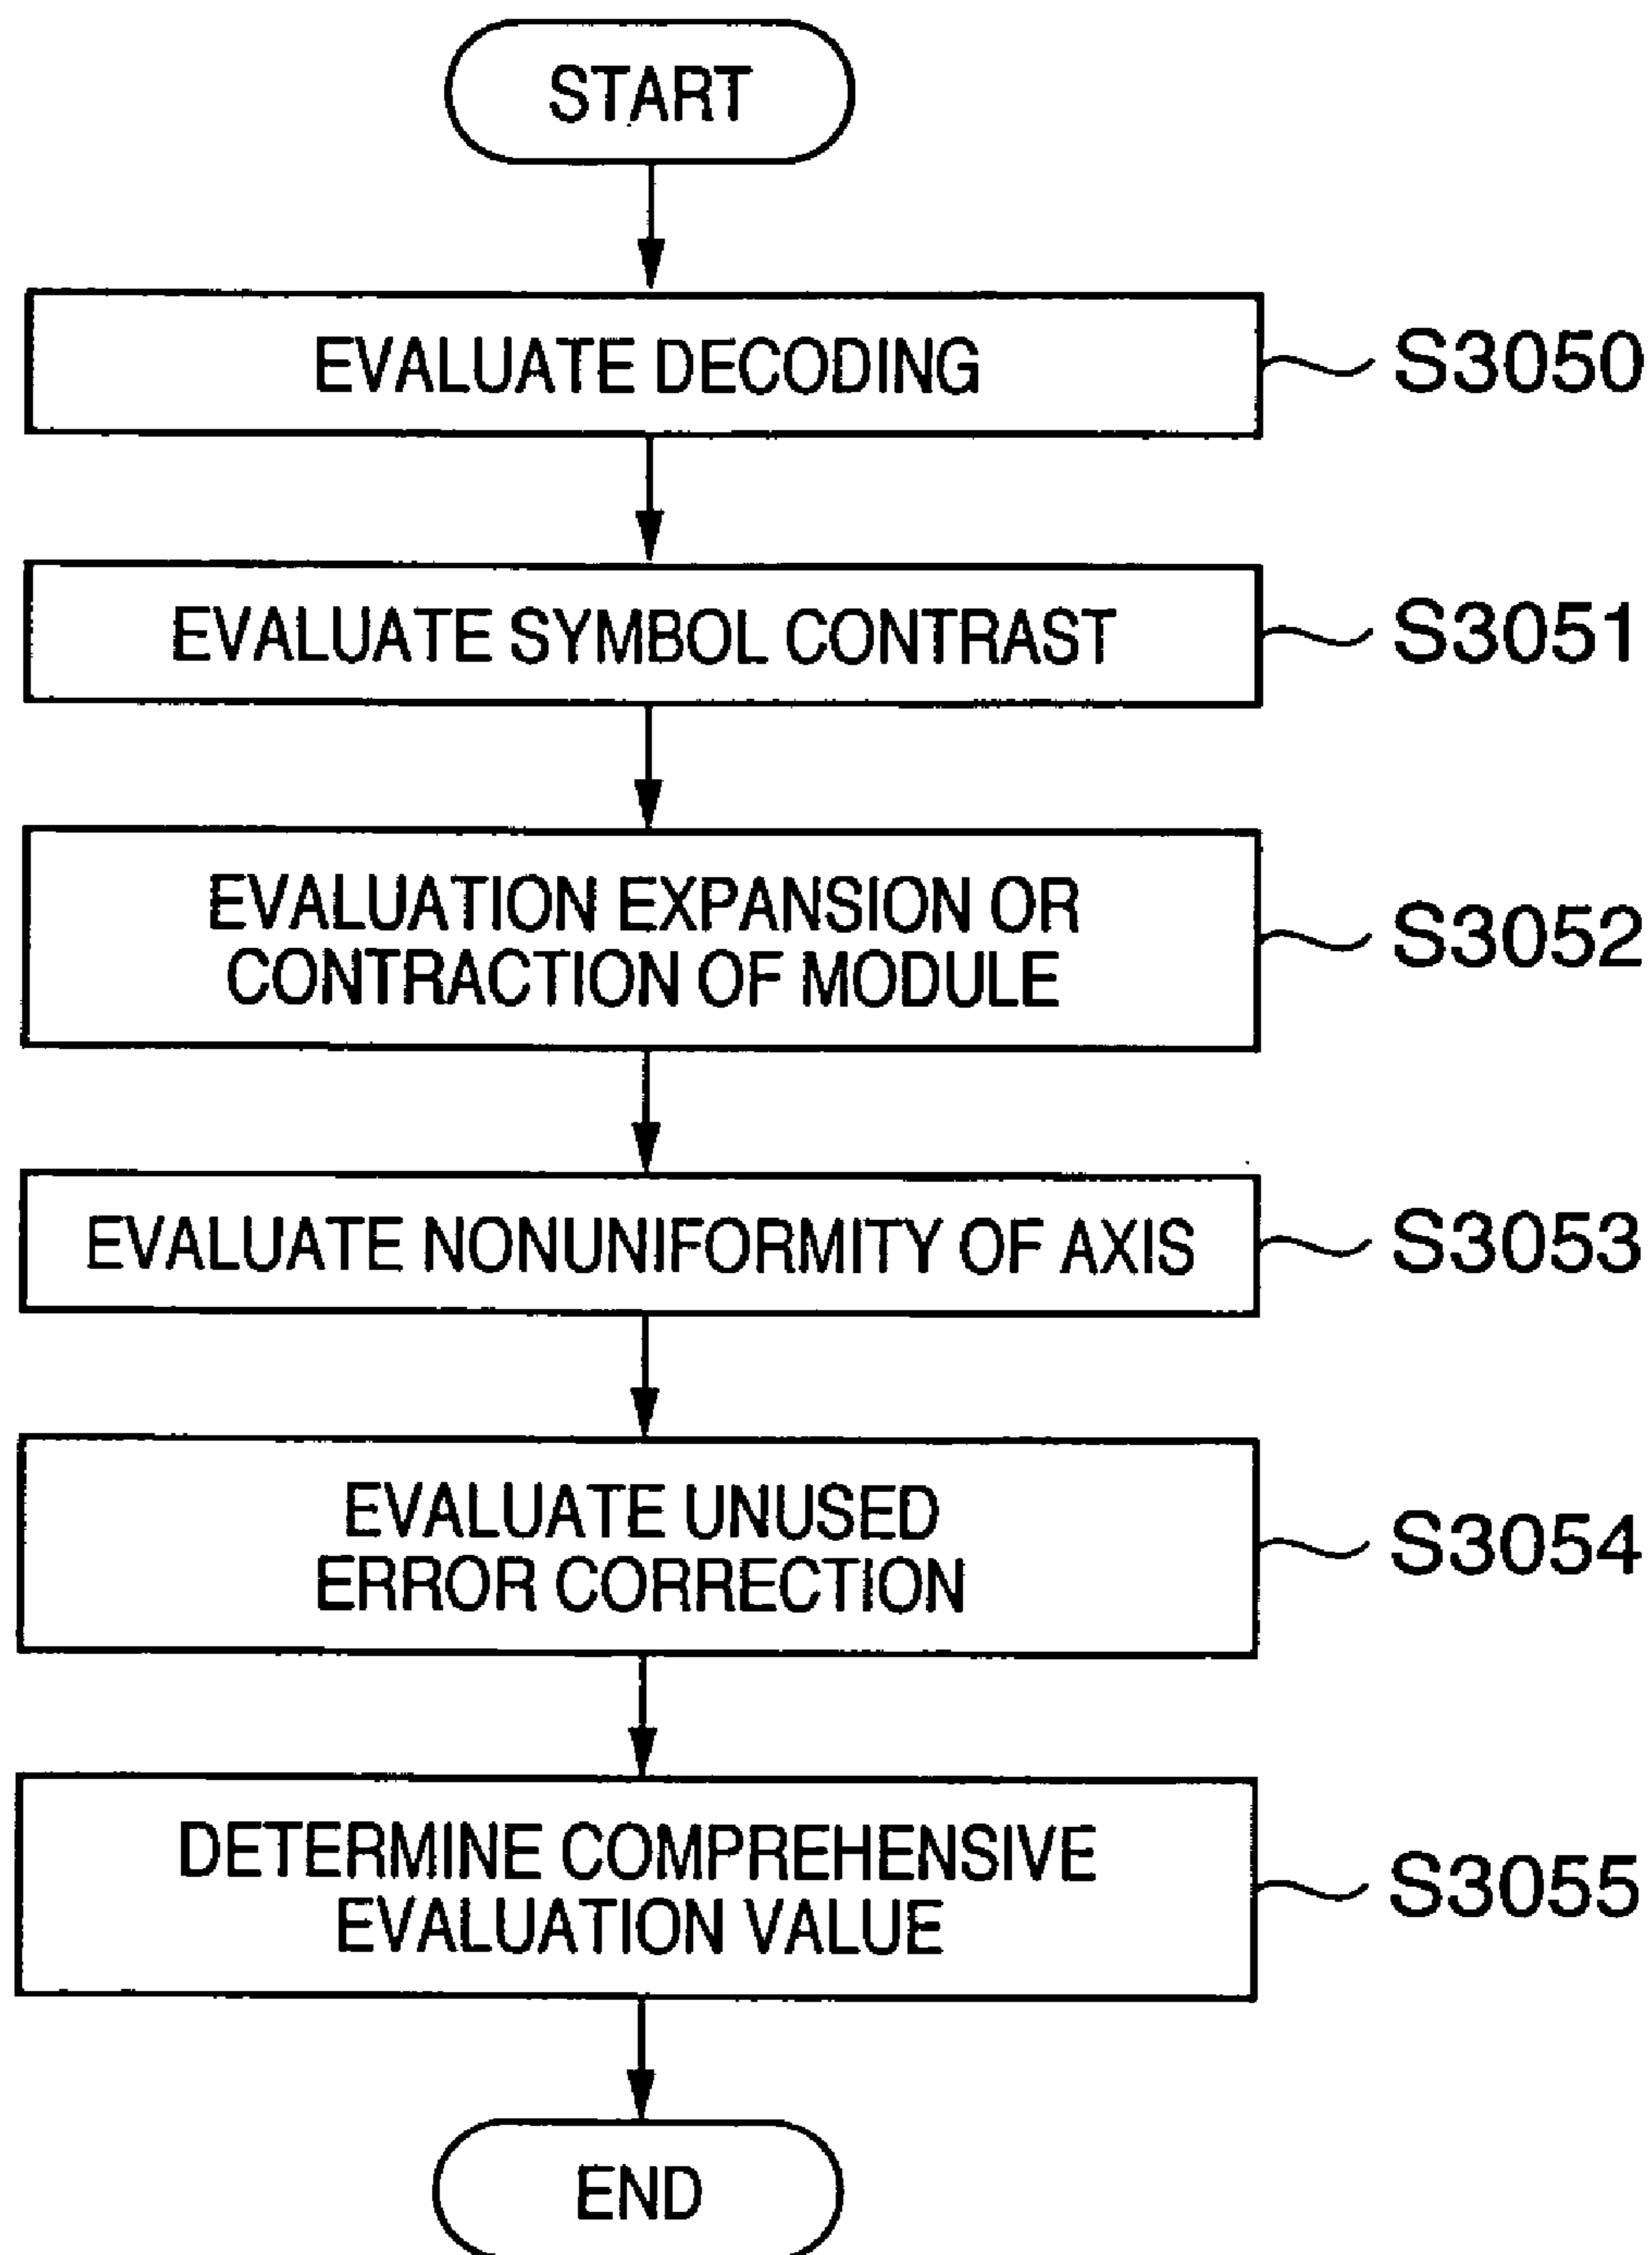 START
EVALUATE DECODING
S3050
EVALUATE SYMBOL CONTRAST
S3051
EVALUATION EXPANSION OR
CONTRACTION OF MODULE
S3052
EVALUATE NONUNIFORMITY OF AXIS
S3053
EVALUATE UNUSED
ERROR CORRECTION
S3054
DETERMINE COMPREHENSIVE
EVALUATION VALUE
S3055
END